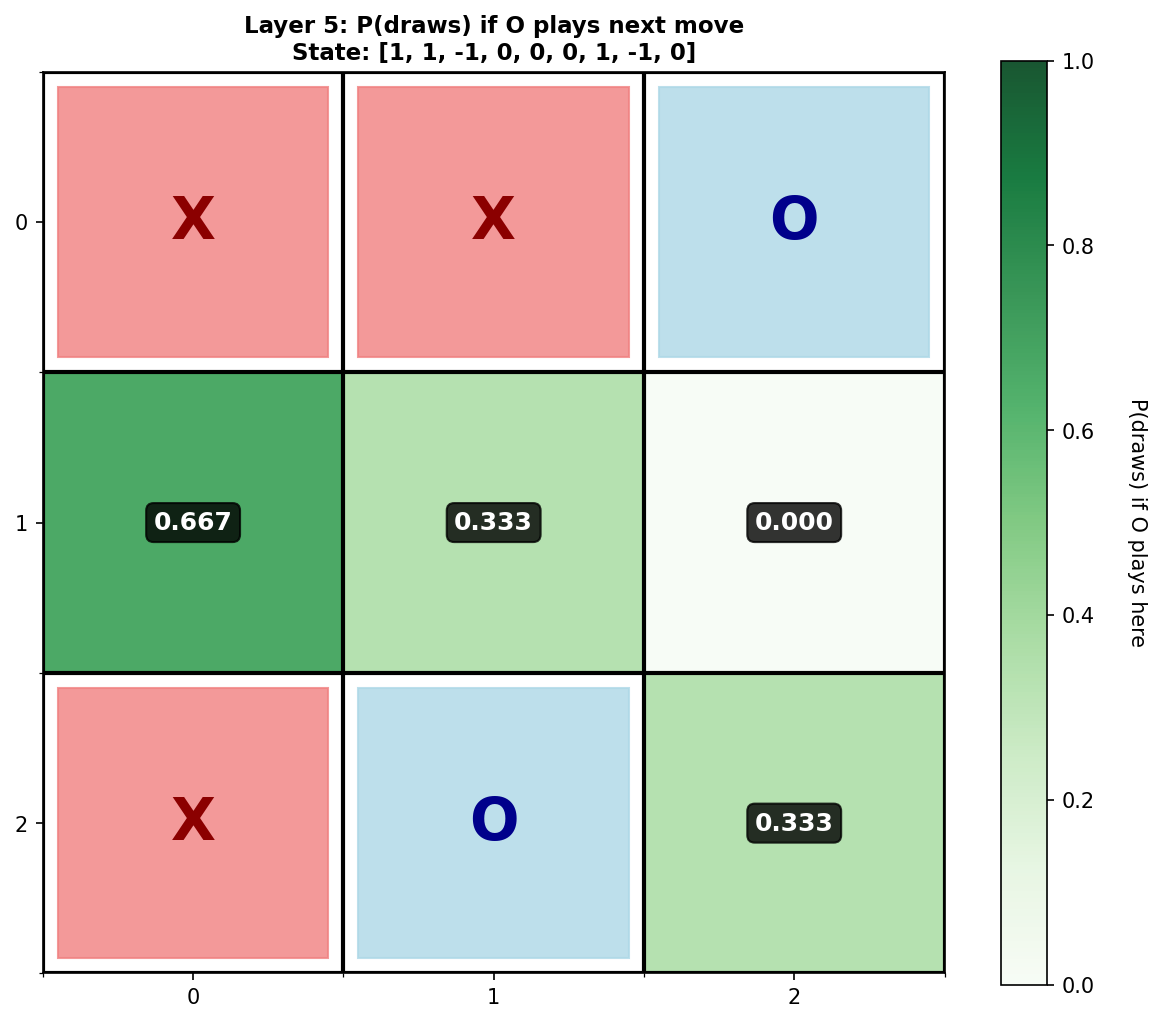 Layer 5: P(draws) if O plays next move
State: [1, 1, -1, 0, 0, 0, 1, -1, 0]
X
X
O
0
0.667
0.333
0.000
1
X
O
0.333
2
0
1
2
1.0
0.8
0.6
0.4
0.2
0.0
P(draws) if O plays here